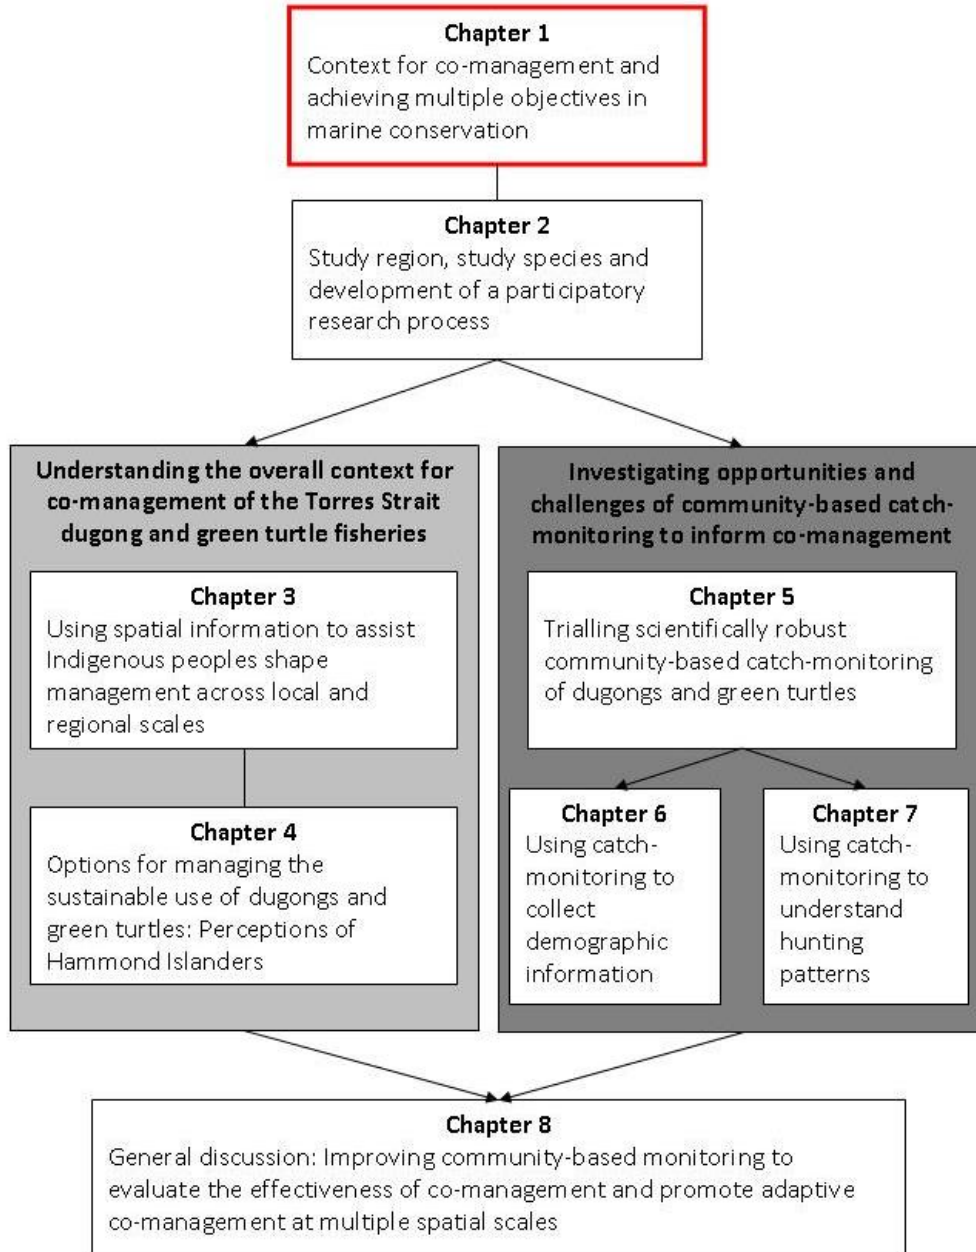 Chapter 1
Context for co-management and
achieving multiple objectives in
marine conservation
Chapter 2
Study region, study species and
development of a participatory
research process
Understanding the overall context for
co-management of the Torres Strait
dugong and green turtle fisheries
Chapter 3
Using spatial information to assist
Indigenous peoples shape
management across local and
regional scales
Chapter 4
Options for managing the
sustainable use of dugongs and
green turtles: Perceptions of
Hammond Islanders
Investigating opportunities and
challenges of community-based catch-
monitoring to inform co-management
Chapter 5
Trialling scientifically robust
community-based catch-monitoring
of dugongs and green turtles
Chapter 6
Using catch-
monitoring to
collect
demographic
information
Chapter 7
Using catch-
monitoring to
understand
hunting
patterns
Chapter 8
General discussion: Improving community-based monitoring to
evaluate the effectiveness of co-management and promote adaptive
co-management at multiple spatial scales